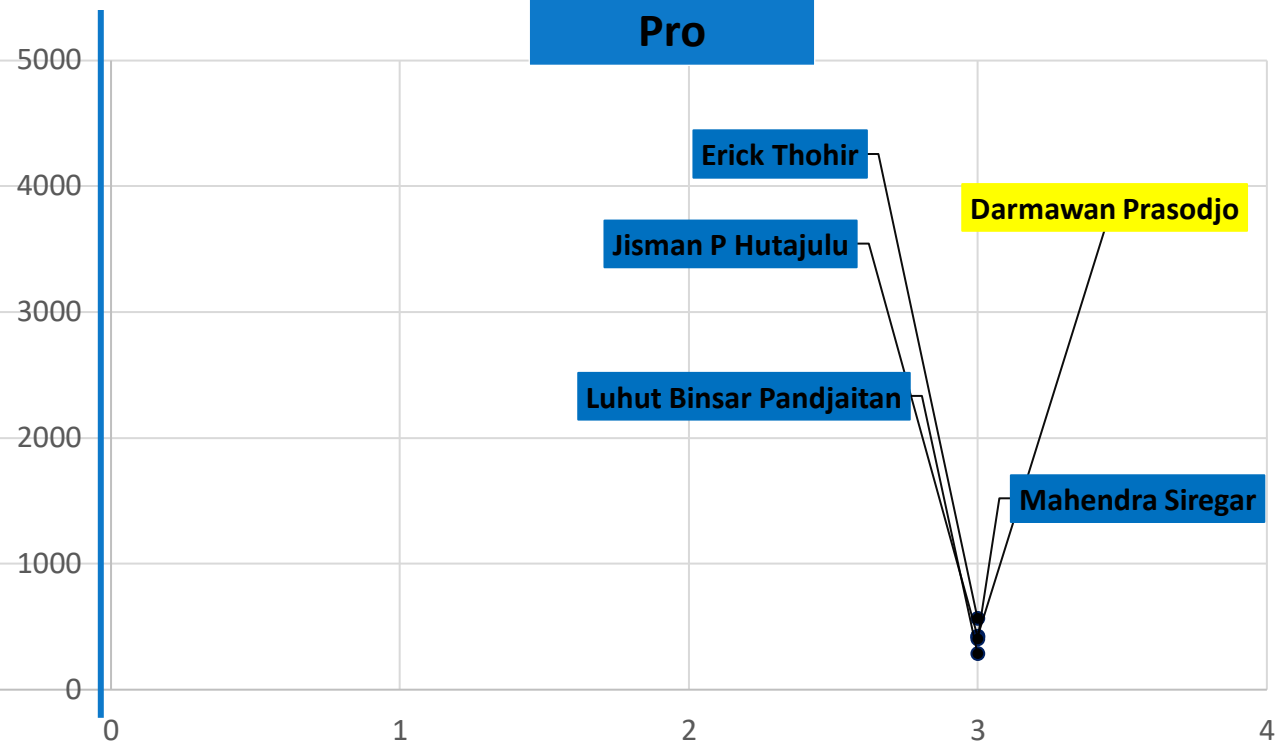 Pro
5000
4000
3000
2000
1000
0
Erick Thohir
Darmawan Prasodjo
Jisman P Hutajulu
Luhut Binsar Pandjaitan
Mahendra Siregar
0 1 2 3 4